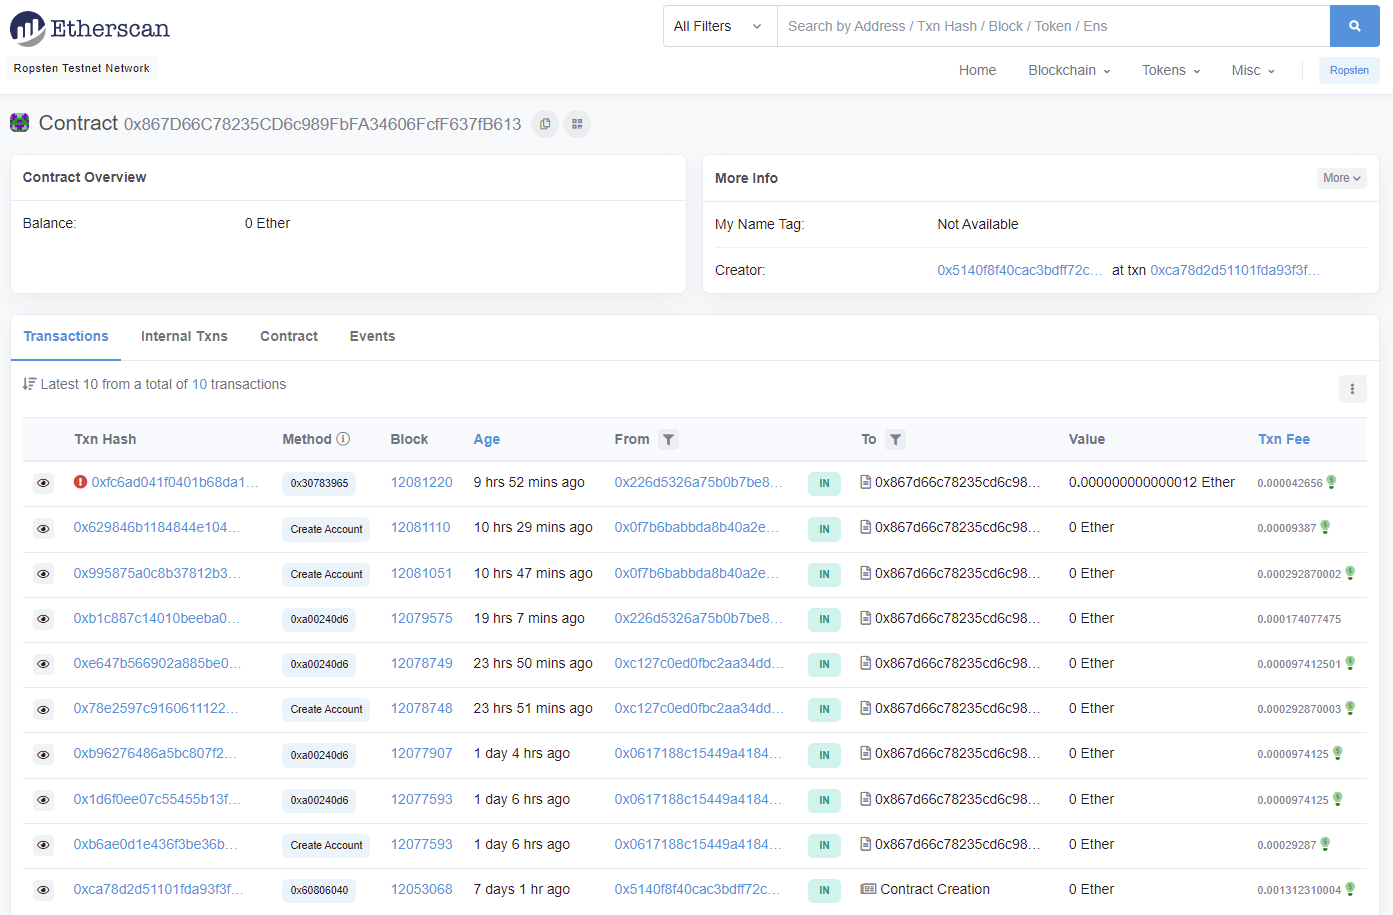 Etherscan
All Filters
Search by Address / Txn Hash / Block / Token / Ens
Ropsten Testnet Network
Home Blockchain Tokens Misc Ropsten
Contract 0x867D66C78235CD6c989FbFA34606FcfF637fB613
Contract Overview
Balance: 0 Ether
More Info More
My Name Tag: Not Available
Creator: 0x5140f8f40cac3bdff72c... at txn 0xca78d2d51101fda93f3f...
Transactions Internal Txns Contract Events
Latest 10 from a total of 10 transactions
Txn Hash Method Block Age From To Value Txn Fee
0xfc6ad041f0401b68da1... 0x30783965 12081220 9 hrs 52 mins ago 0x226d5326a75b0b7be8... IN 0x867d66c78235cd6c98... 0.000000000000012 Ether 0.000042656
0x629846b1184844e104... Create Account 12081110 10 hrs 29 mins ago 0x0f7b6babbda8b40a2e... IN 0x867d66c78235cd6c98... 0 Ether 0.00009387
0x995875a0c8b37812b3... Create Account 12081051 10 hrs 47 mins ago 0x0f7b6babbda8b40a2e... IN 0x867d66c78235cd6c98... 0 Ether 0.000292870002
0xb1c887c14010beeba0... 0xa00240d6 12079575 19 hrs 7 mins ago 0x226d5326a75b0b7be8... IN 0x867d66c78235cd6c98... 0 Ether 0.000174077475
0xe647b566902a885be0... 0xa00240d6 12078749 23 hrs 50 mins ago 0xc127c0ed0fbc2aa34dd... IN 0x867d66c78235cd6c98... 0 Ether 0.000097412501
0x78e2597c9160611122... Create Account 12078748 23 hrs 51 mins ago 0xc127c0ed0fbc2aa34dd... IN 0x867d66c78235cd6c98... 0 Ether 0.000292870003
0xb96276486a5bc807f2... 0xa00240d6 12077907 1 day 4 hrs ago 0x0617188c15449a4184... IN 0x867d66c78235cd6c98... 0 Ether 0.0000974125
0x1d6f0ee07c55455b13f... 0xa00240d6 12077593 1 day 6 hrs ago 0x0617188c15449a4184... IN 0x867d66c78235cd6c98... 0 Ether 0.0000974125
0xb6ae0d1e436f3be36b... Create Account 12077593 1 day 6 hrs ago 0x0617188c15449a4184... IN 0x867d66c78235cd6c98... 0 Ether 0.00029287
0xca78d2d51101fda93f3f... 0x60806040 12053068 7 days 1 hr ago 0x5140f8f40cac3bdff72c... IN Contract Creation 0 Ether 0.001312310004